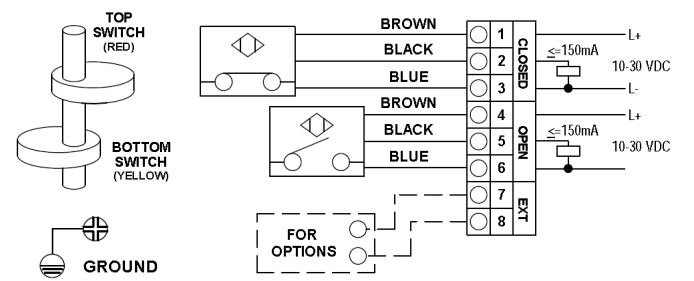 TOP
SWITCH
(RED)
BOTTOM
SWITCH
(YELLOW)
GROUND
BROWN
BLACK
BLUE
BROWN
BLACK
BLUE
FOR
OPTIONS
1
2
3
4
5
6
7
8
CLOSED
OPEN
EXT
L+
<=150mA
10-30 VDC
L-
L+
<=150mA
10-30 VDC